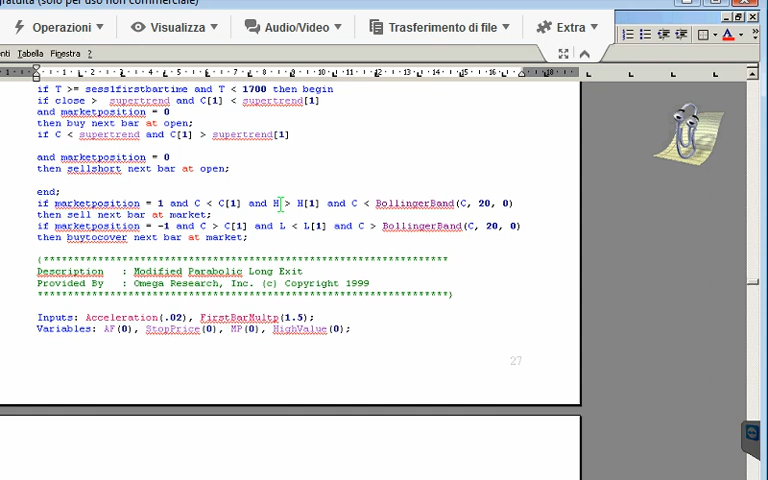 gratuita (solo per uso non commerciale)
Operazioni Visualizza Audio/Video Trasferimento di file Extra
Tabella Finestra ?
if T >= sess1firstbartime and T < 1700 then begin
if close > supertrend and C[1] < supertrend[1]
and marketposition = 0
then buy next bar at open;
if C < supertrend and C[1] > supertrend[1]
and marketposition = 0
then sellshort next bar at open;
end;
if marketposition = 1 and C < C[1] and H > H[1] and C < BollingerBand(C, 20, 0)
then sell next bar at market;
if marketposition = -1 and C > C[1] and L < L[1] and C > BollingerBand(C, 20, 0)
then buytocover next bar at market;
{*******************************************************************
Description : Modified Parabolic Long Exit
Provided By : Omega Research, Inc. (c) Copyright 1999
********************************************************************}
Inputs: Acceleration(.02), FirstBarMultp(1.5);
Variables: AF(0), StopPrice(0), MP(0), HighValue(0);
27